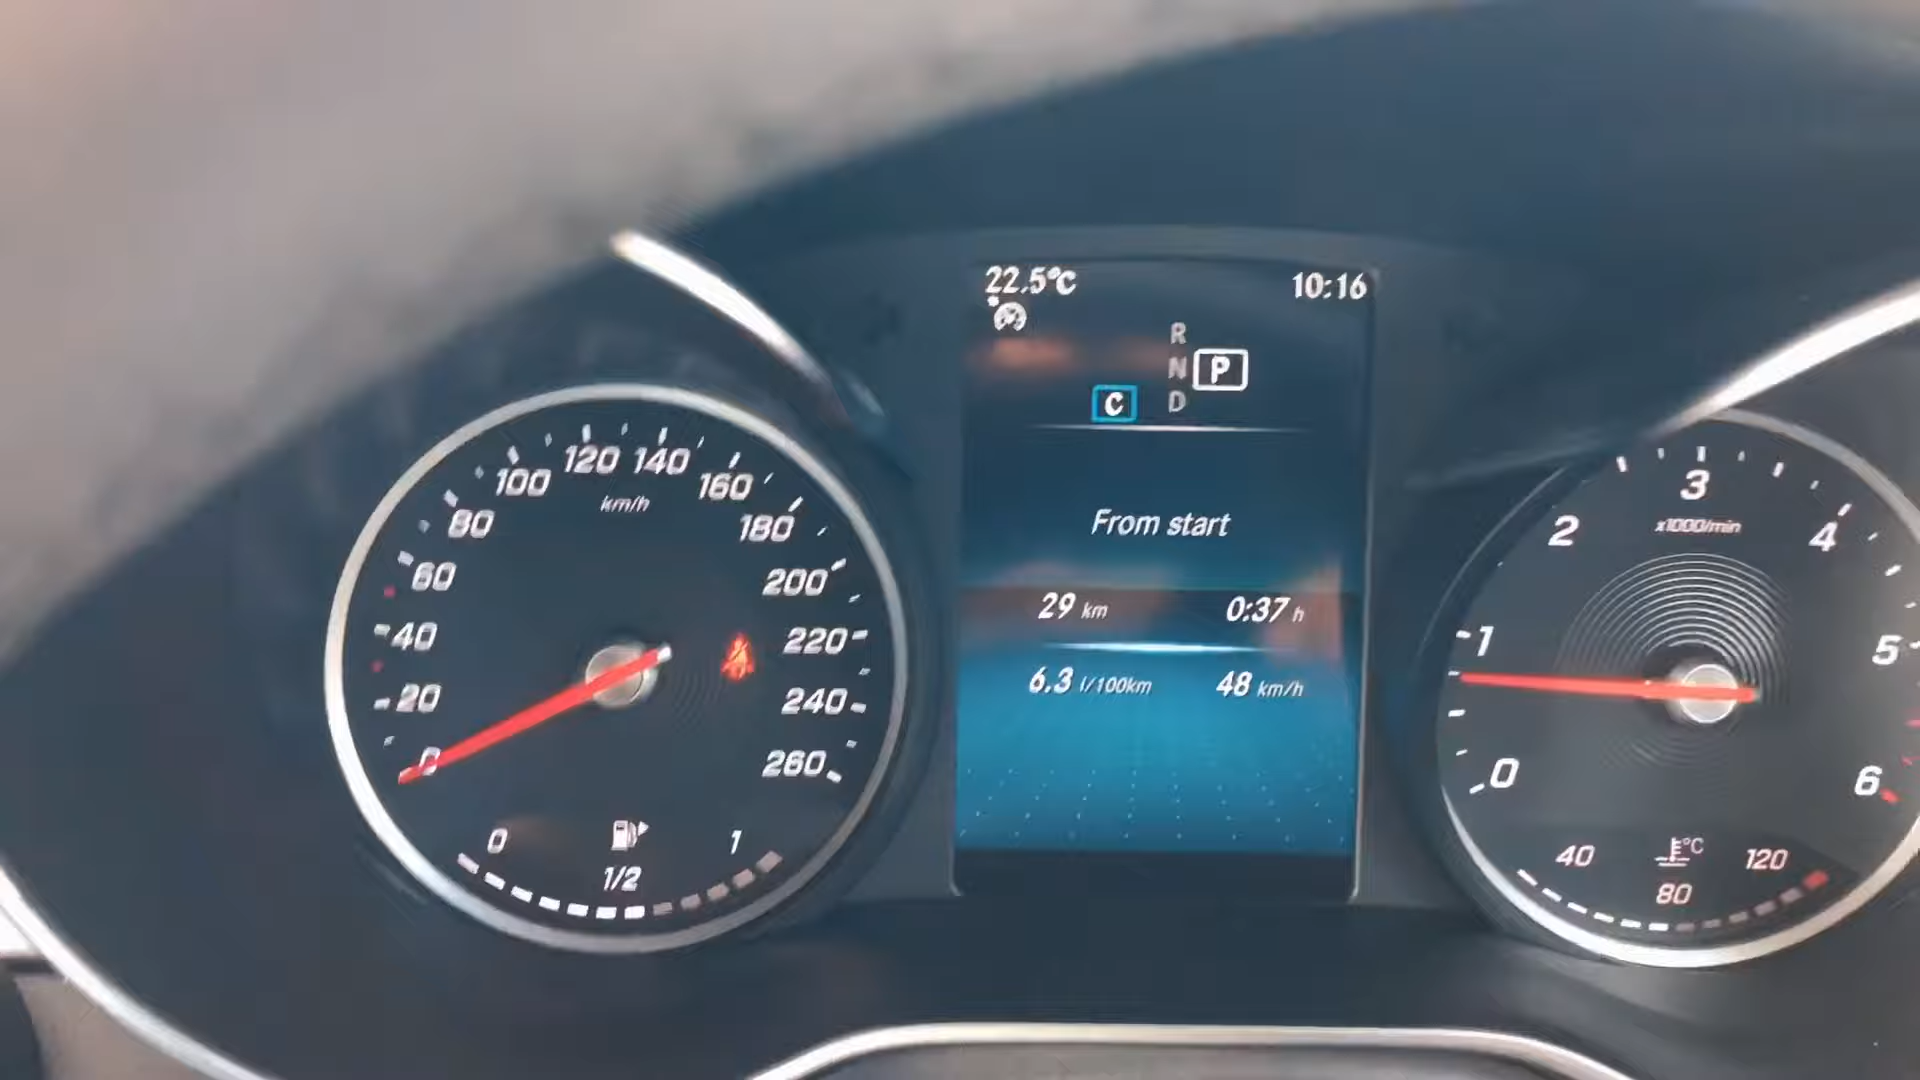 22.5°C 10:16
R
N P
C D
From start
29 km 0:37 h
6.3 l/100km 48 km/h
0
20
40
60
80
100
120
140
160
180
200
220
240
260
km/h
0 1
1/2
0
1
2
3
4
5
6
x1000/min
40 °C 120
80